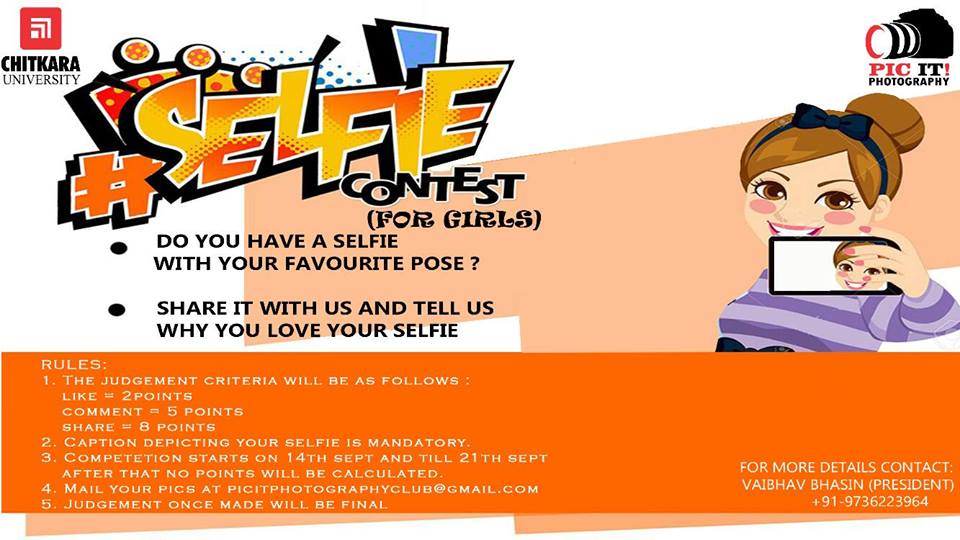 CHITKARA
UNIVERSITY
#SELFIE
CONTEST
(FOR GIRLS)
PIC IT!
PHOTOGRAPHY
• DO YOU HAVE A SELFIE
WITH YOUR FAVOURITE POSE ?
• SHARE IT WITH US AND TELL US
WHY YOU LOVE YOUR SELFIE
RULES:
1. THE JUDGEMENT CRITERIA WILL BE AS FOLLOWS :
LIKE = 2POINTS
COMMENT = 5 POINTS
SHARE = 8 POINTS
2. CAPTION DEPICTING YOUR SELFIE IS MANDATORY.
3. COMPETETION STARTS ON 14TH SEPT AND TILL 21TH SEPT
AFTER THAT NO POINTS WILL BE CALCULATED.
4. MAIL YOUR PICS AT PICITPHOTOGRAPHYCLUB@GMAIL.COM
5. JUDGEMENT ONCE MADE WILL BE FINAL
FOR MORE DETAILS CONTACT:
VAIBHAV BHASIN (PRESIDENT)
+91-9736223964